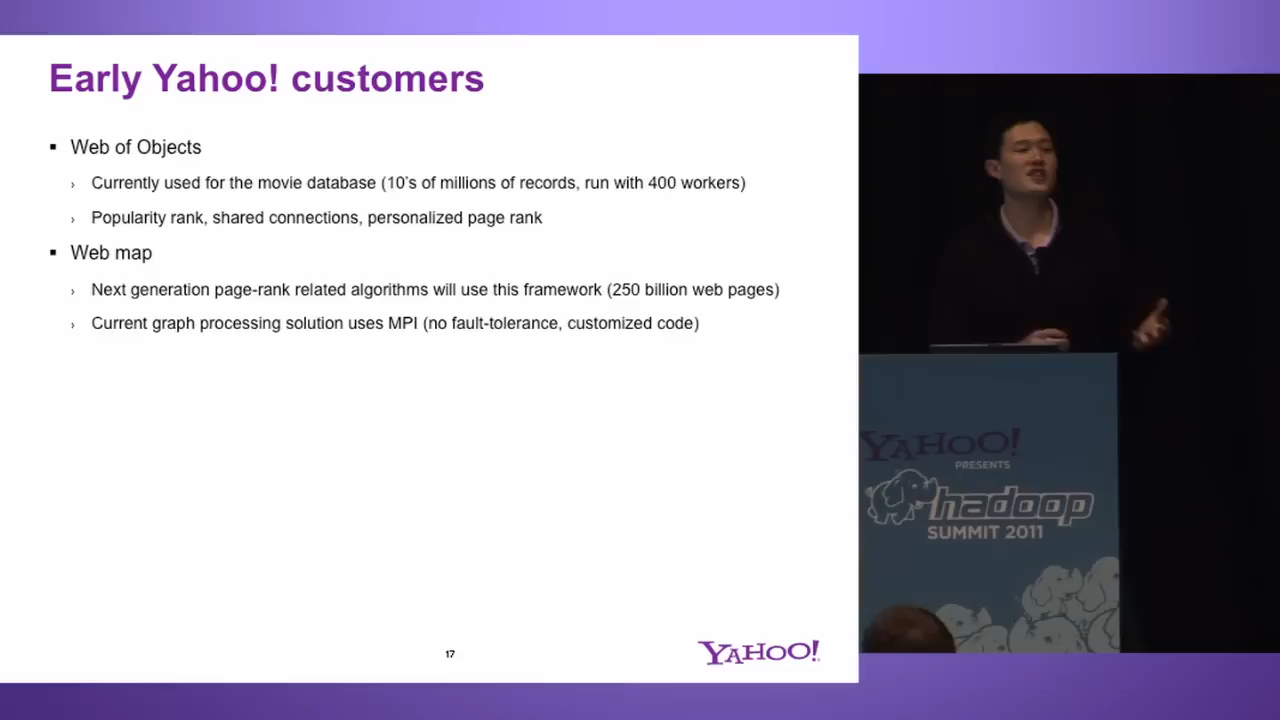 Early Yahoo! customers
▪ Web of Objects
› Currently used for the movie database (10's of millions of records, run with 400 workers)
› Popularity rank, shared connections, personalized page rank
▪ Web map
› Next generation page-rank related algorithms will use this framework (250 billion web pages)
› Current graph processing solution uses MPI (no fault-tolerance, customized code)
17
YAHOO!
YAHOO!
PRESENTS
hadoop
SUMMIT 2011